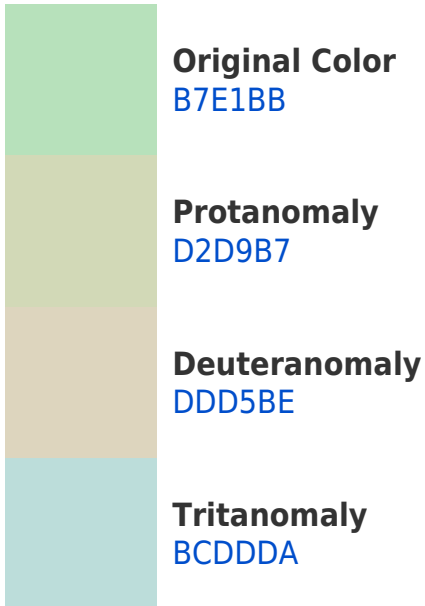 Original Color
B7E1BB
Protanomaly
D2D9B7
Deuteranomaly
DDD5BE
Tritanomaly
BCDDDA